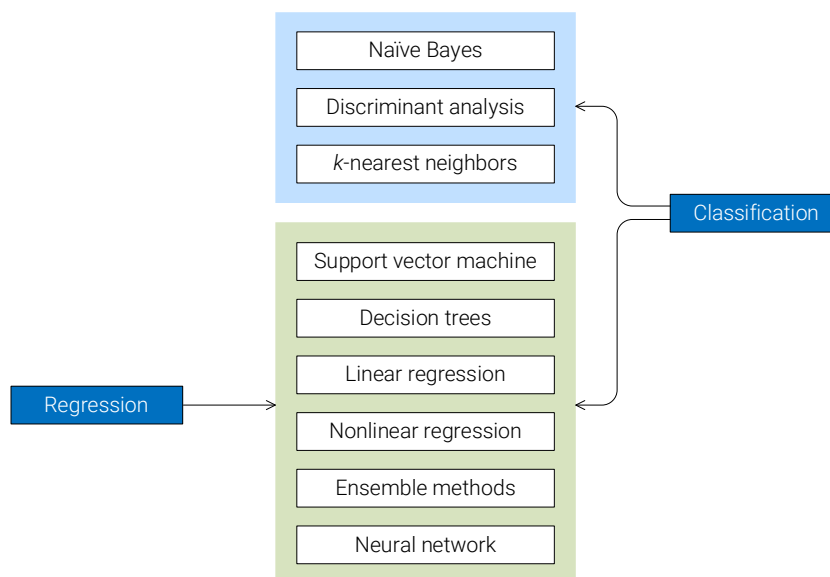 Naïve Bayes
Discriminant analysis
k-nearest neighbors
Classification
Support vector machine
Decision trees
Linear regression
Regression
Nonlinear regression
Ensemble methods
Neural network